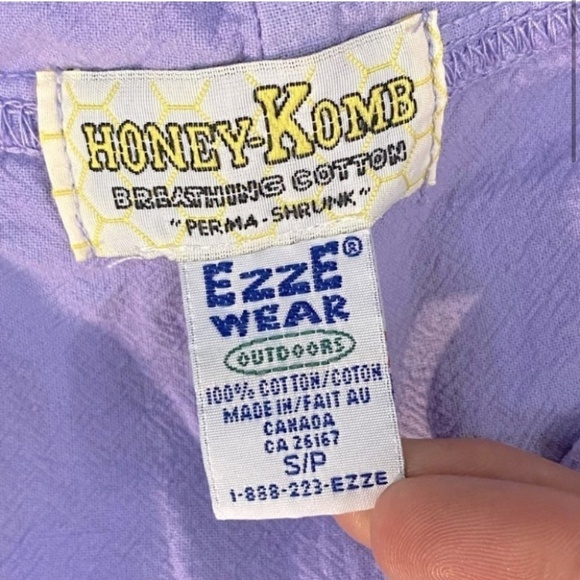 HONEY-KOMB
BREATHING COTTON
"PERMA-SHRUNK"
EZZE® WEAR
OUTDOORS
100% COTTON/COTON
MADE IN/FAIT AU
CANADA
CA 26167
S/P
1-888-223-EZZE